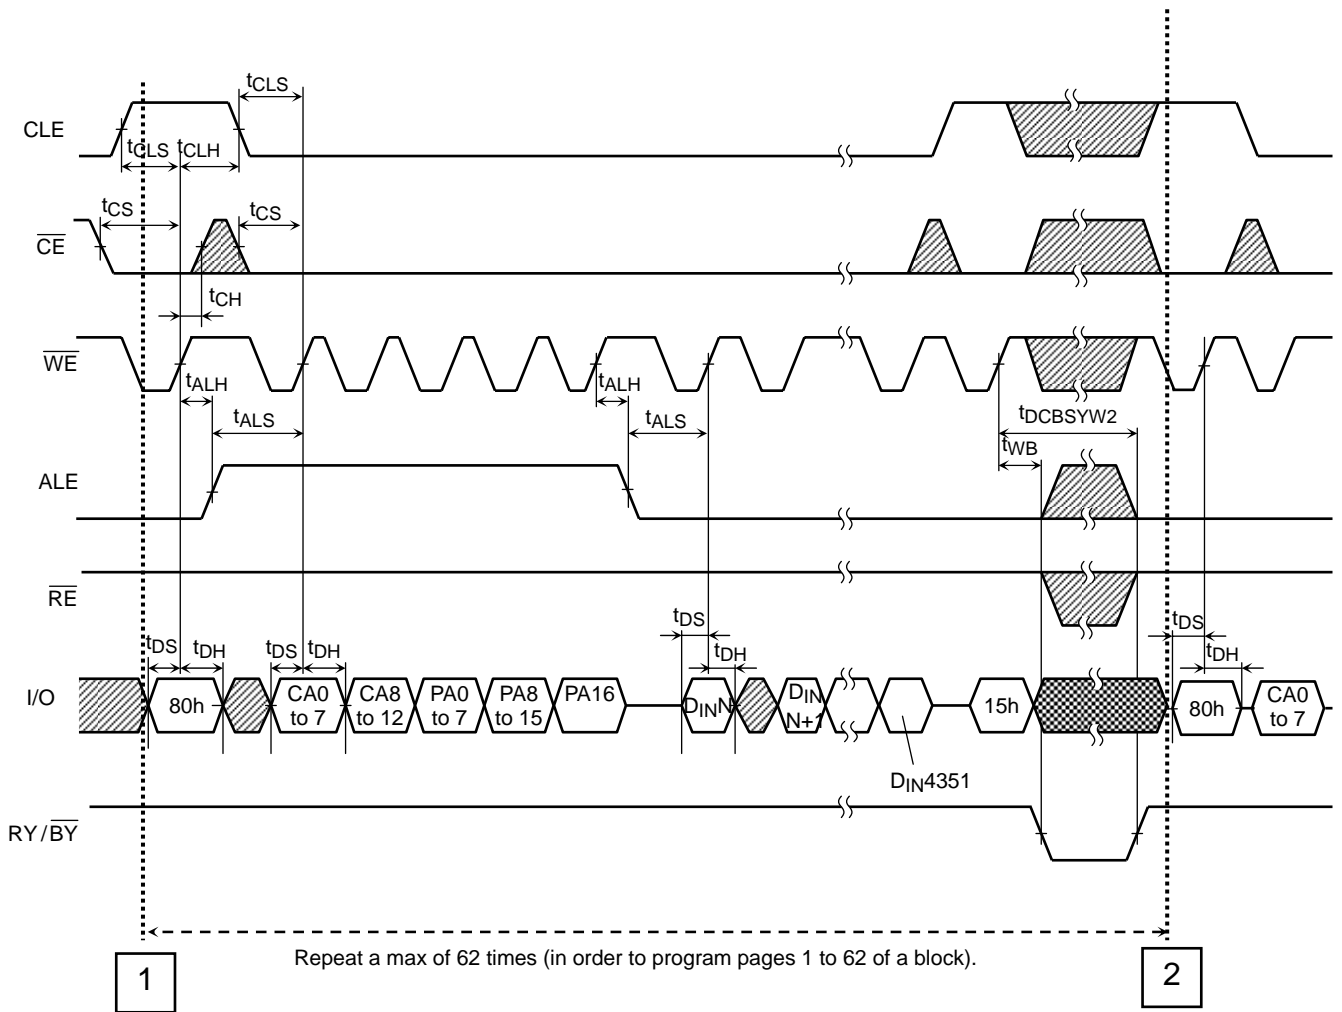 tCLS
CLE
tCLS tCLH
tCS tCS
CE
tCH
WE
tALH tALH
tALS tALS
tDCBSYW2
tWB
ALE
RE
tDS tDS
tDS tDH tDS tDH tDH tDH
I/O
80h
CA0
to 7
CA8
to 12
PA0
to 7
PA8
to 15
PA16
DINN
DIN
N+1
15h
80h
CA0
to 7
DIN4351
RY/BY
Repeat a max of 62 times (in order to program pages 1 to 62 of a block).
1
2